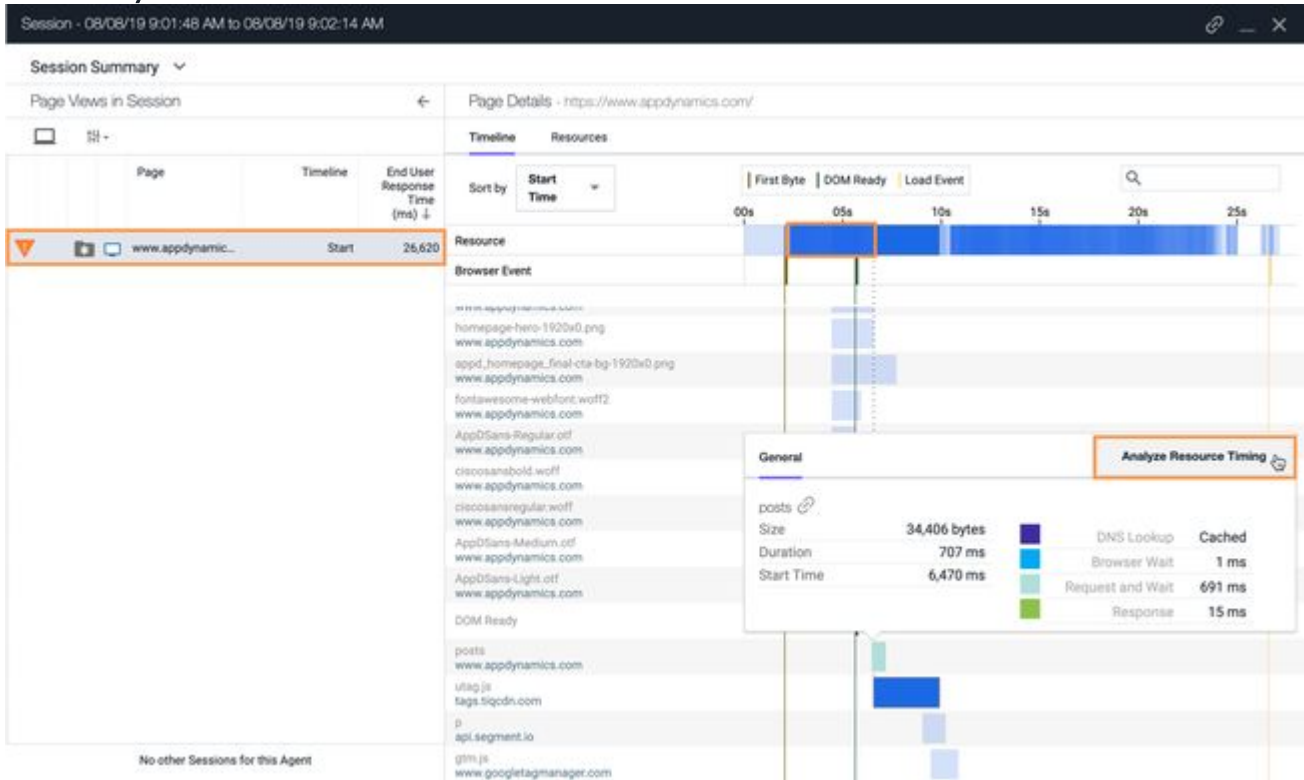 Session - 08/08/19 9:01:48 AM to 08/08/19 9:02:14 AM
Session Summary
Page Views in Session
Page Details - https://www.appdynamics.com/
Timeline Resources
Page Timeline End User Response Time (ms) ↓
Sort by Start Time
First Byte DOM Ready Load Event
00s 05s 10s 15s 20s 25s
www.appdynamic... Start 26,620
Resource
Browser Event
www.appdynamics.com
homepage-hero-1920x0.png
www.appdynamics.com
appd_homepage_final-cta-bg-1920x0.png
www.appdynamics.com
fontawesome-webfont.woff2
www.appdynamics.com
AppDSans-Regular.otf
www.appdynamics.com
ciscosansbold.woff
www.appdynamics.com
ciscosansregular.woff
www.appdynamics.com
AppDSans-Medium.otf
www.appdynamics.com
AppDSans-Light.otf
www.appdynamics.com
DOM Ready
General Analyze Resource Timing
posts
Size 34,406 bytes
Duration 707 ms
Start Time 6,470 ms
DNS Lookup Cached
Browser Wait 1 ms
Request and Wait 691 ms
Response 15 ms
posts
www.appdynamics.com
utag.js
tags.tiqcdn.com
p
api.segment.io
gtm.js
www.googletagmanager.com
No other Sessions for this Agent